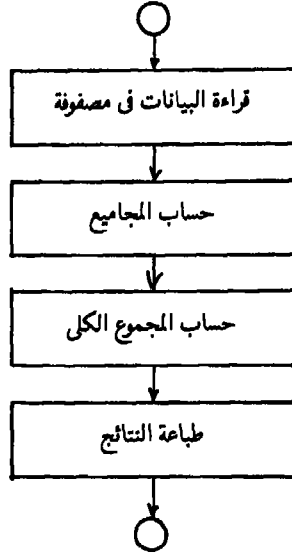 قراءة البيانات فى مصفوفة
حساب المجاميع
حساب المجموع الكلى
طباعة النتائج